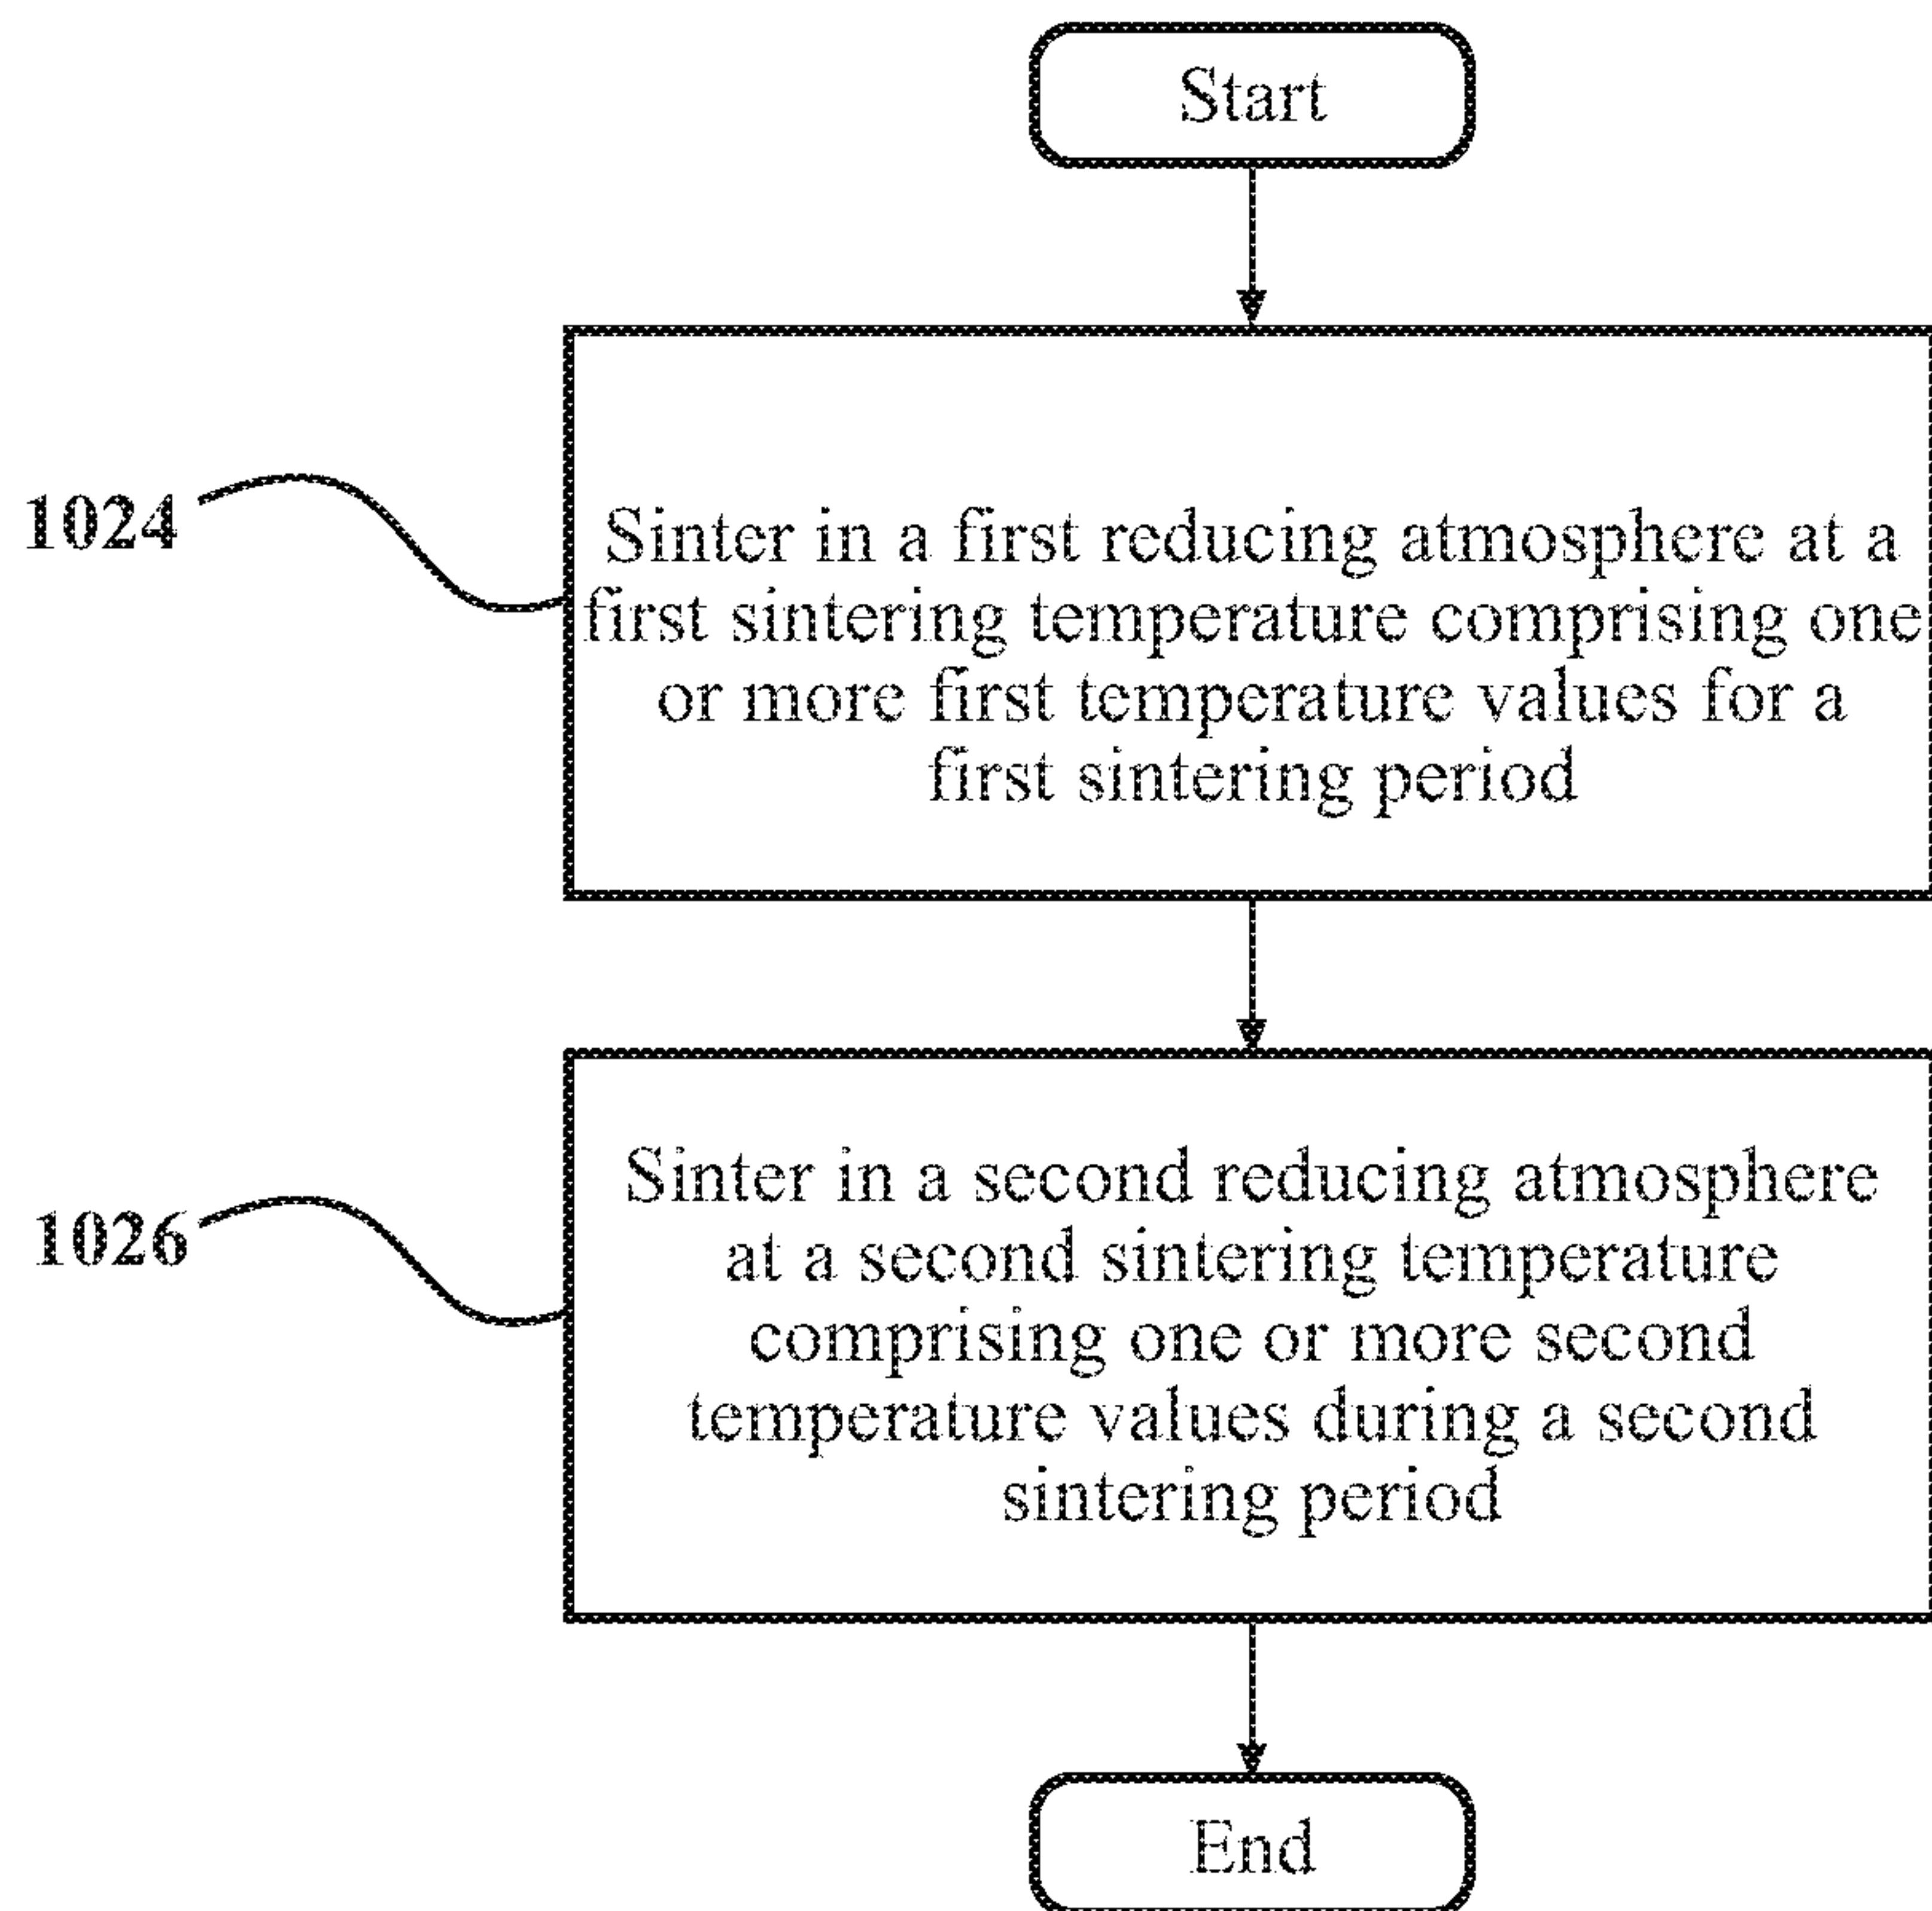 Start
1024
Sinter in a first reducing atmosphere at a
first sintering temperature comprising one
or more first temperature values for a
first sintering period
1026
Sinter in a second reducing atmosphere
at a second sintering temperature
comprising one or more second
temperature values during a second
sintering period
End